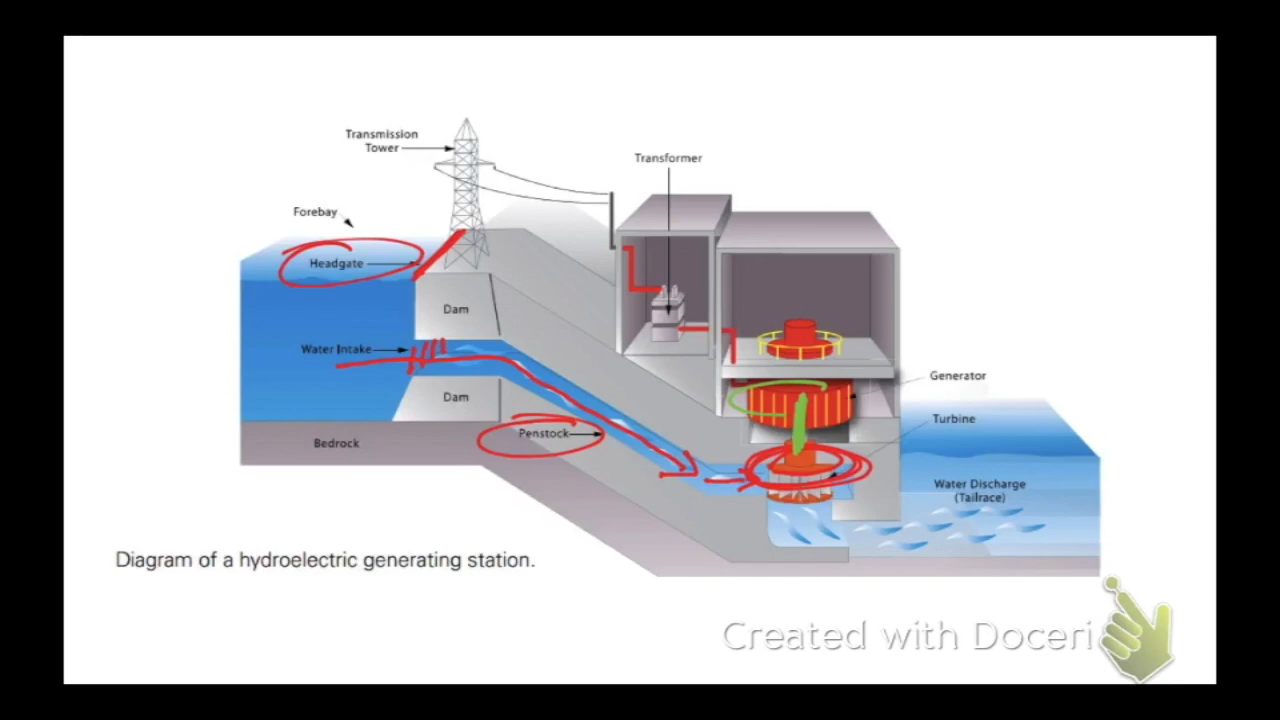 Transmission
Tower
Transformer
Forebay
Headgate
Dam
Water Intake
Generator
Dam
Turbine
Penstock
Bedrock
Water Discharge
(Tailrace)
Diagram of a hydroelectric generating station.
Created with Doceri